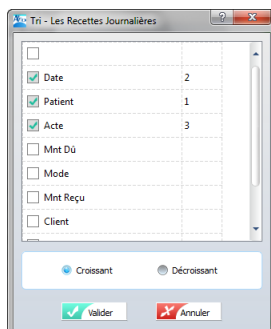 Tri - Les Recettes Journalières
Date 2
Patient 1
Acte 3
Mnt Dû
Mode
Mnt Reçu
Client
Croissant Décroissant
Valider Annuler